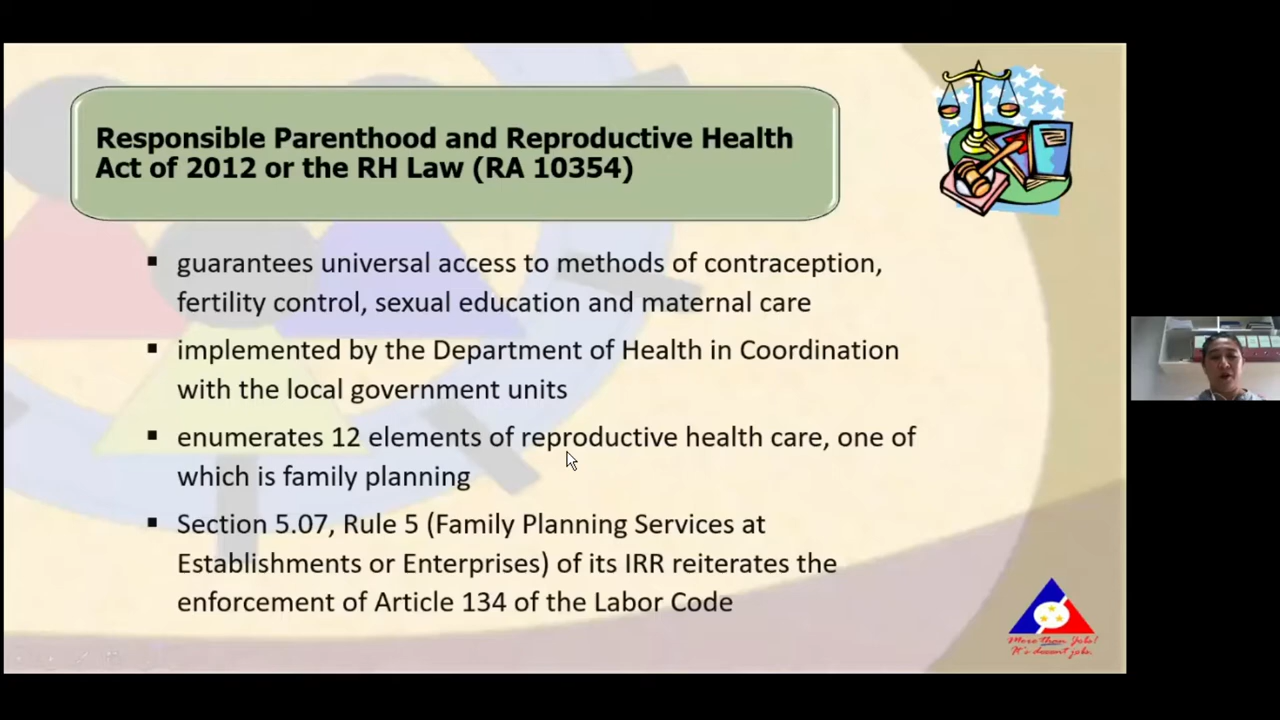 Responsible Parenthood and Reproductive Health
Act of 2012 or the RH Law (RA 10354)
▪ guarantees universal access to methods of contraception,
fertility control, sexual education and maternal care
▪ implemented by the Department of Health in Coordination
with the local government units
▪ enumerates 12 elements of reproductive health care, one of
which is family planning
▪ Section 5.07, Rule 5 (Family Planning Services at
Establishments or Enterprises) of its IRR reiterates the
enforcement of Article 134 of the Labor Code
More than Jobs!
It's decent jobs.